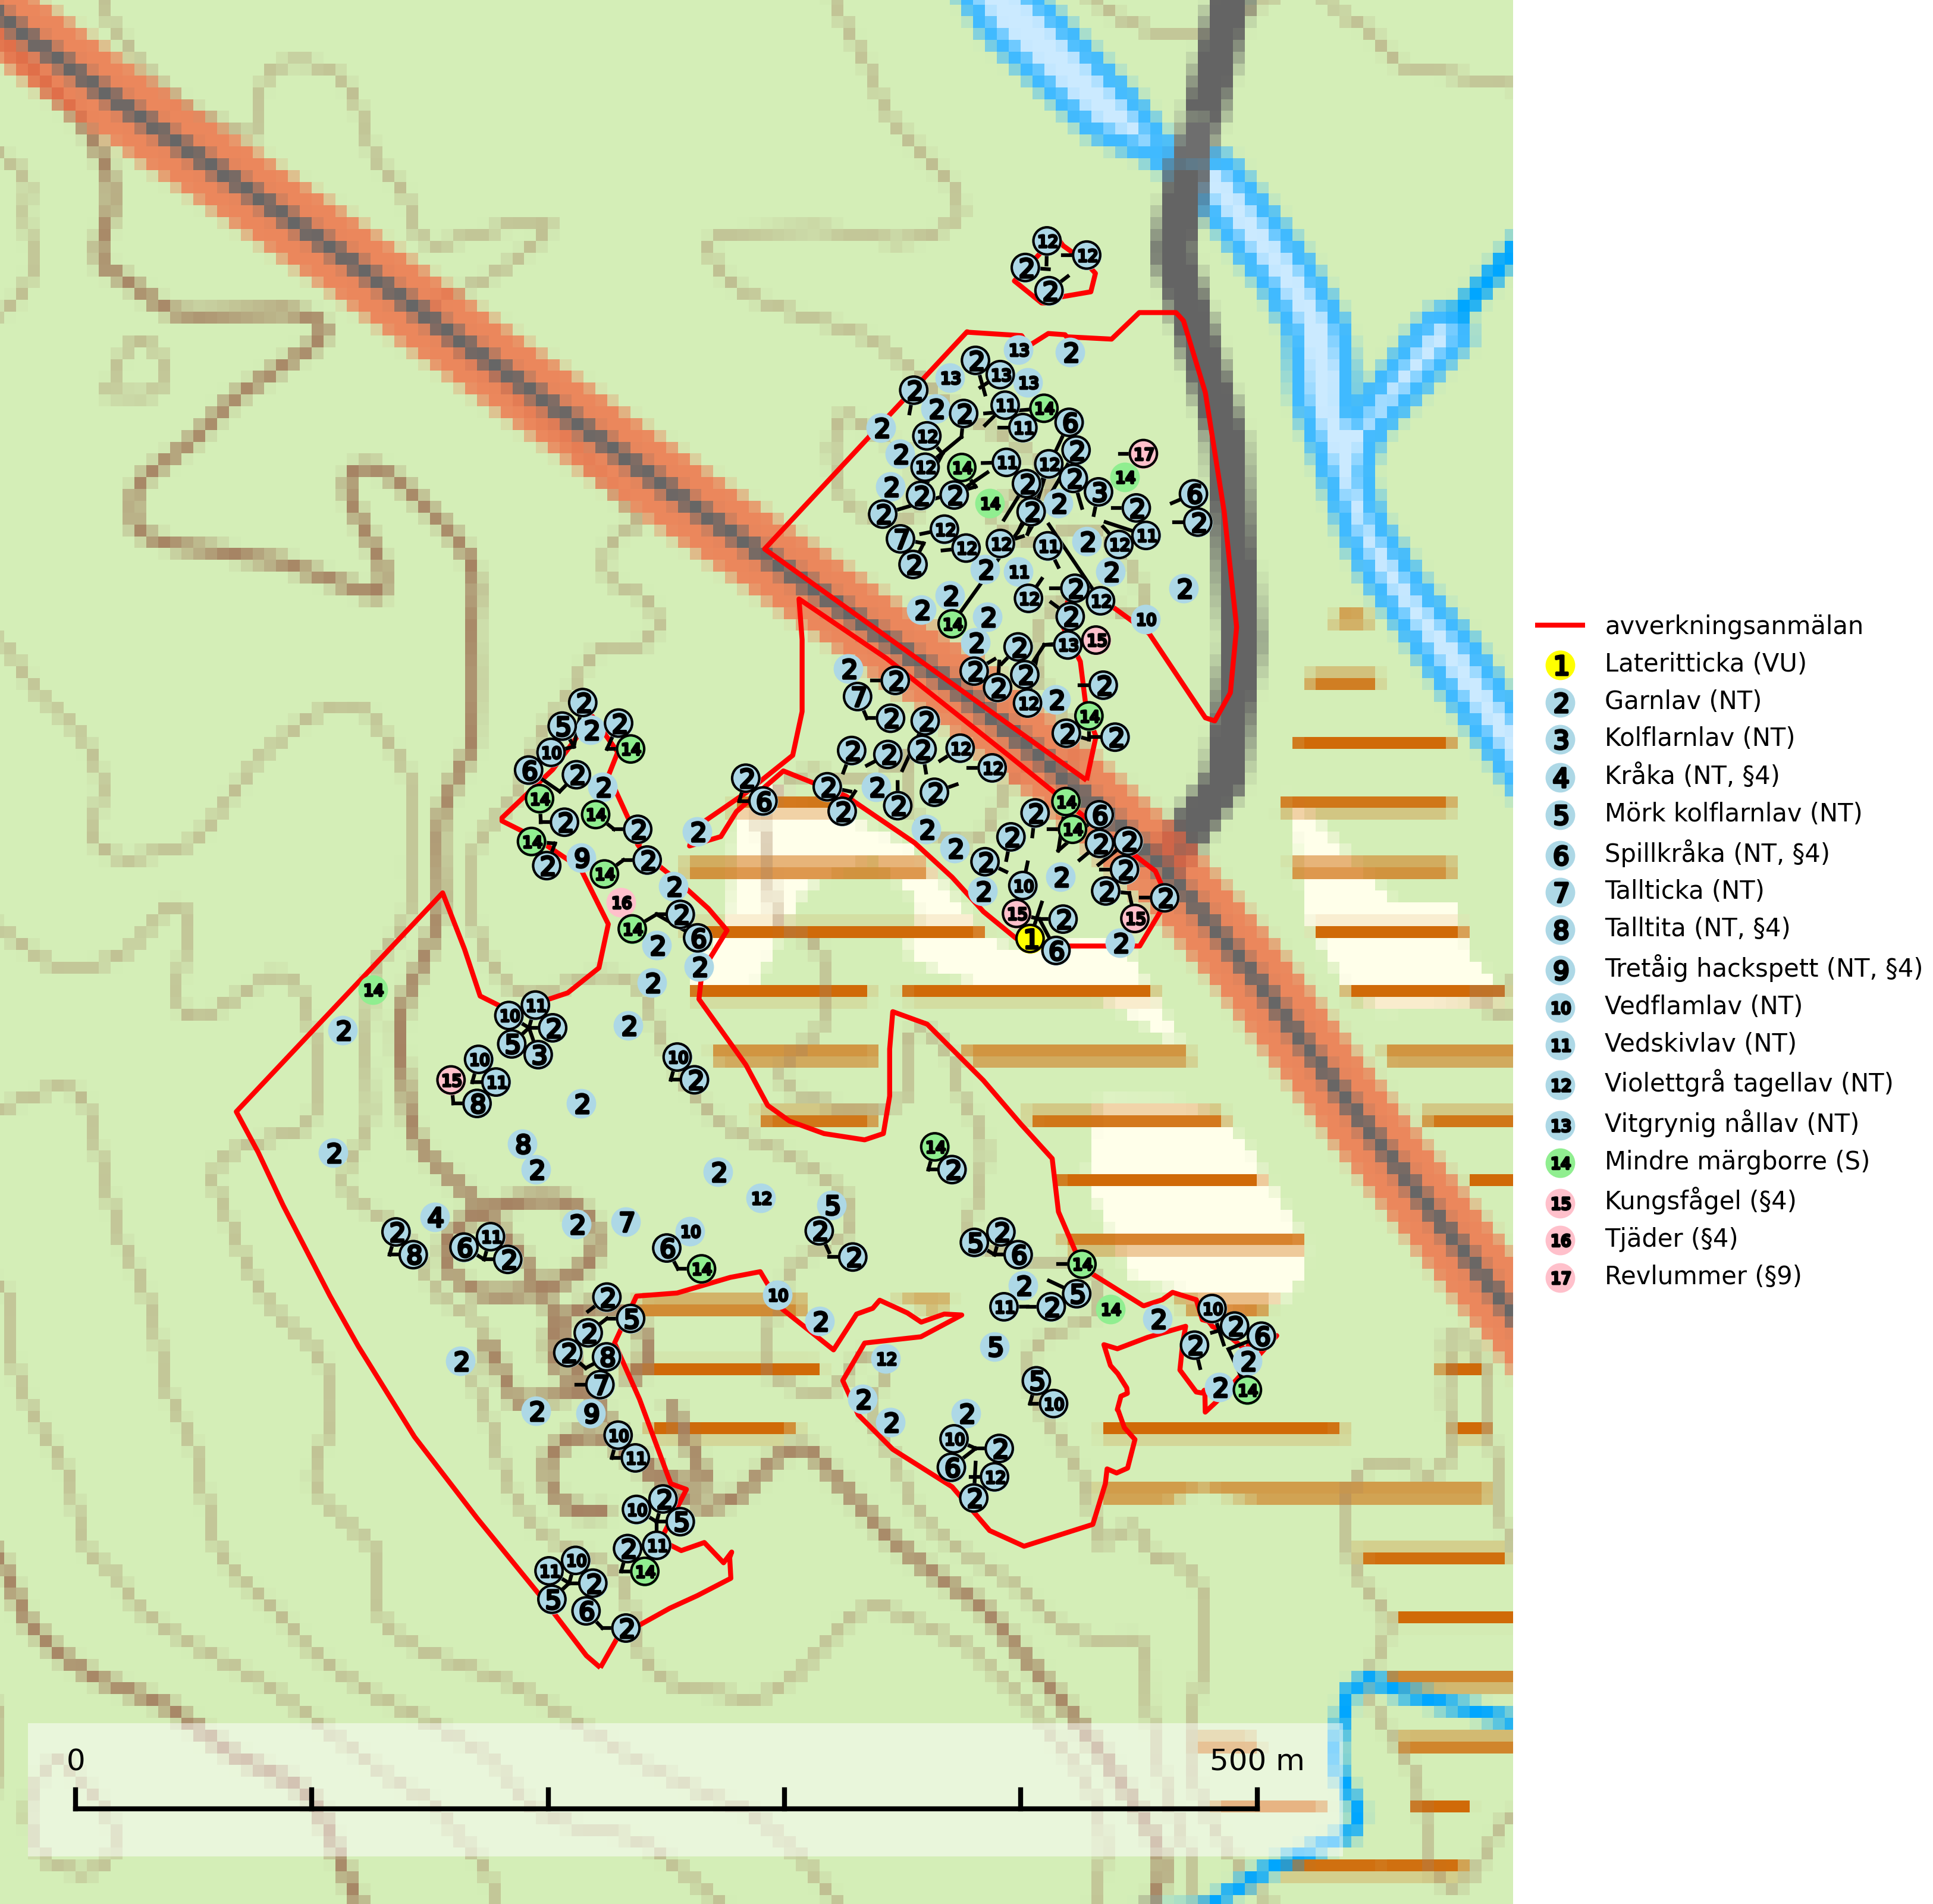 avverkningsanmälan
1 Lateritticka (VU)
2 Garnlav (NT)
3 Kolflarnlav (NT)
4 Kråka (NT, §4)
5 Mörk kolflarnlav (NT)
6 Spillkråka (NT, §4)
7 Tallticka (NT)
8 Talltita (NT, §4)
9 Tretåig hackspett (NT, §4)
10 Vedflamlav (NT)
11 Vedskivlav (NT)
12 Violettgrå tagellav (NT)
13 Vitgrynig nållav (NT)
14 Mindre märgborre (S)
15 Kungsfågel (§4)
16 Tjäder (§4)
17 Revlummer (§9)
0 500 m